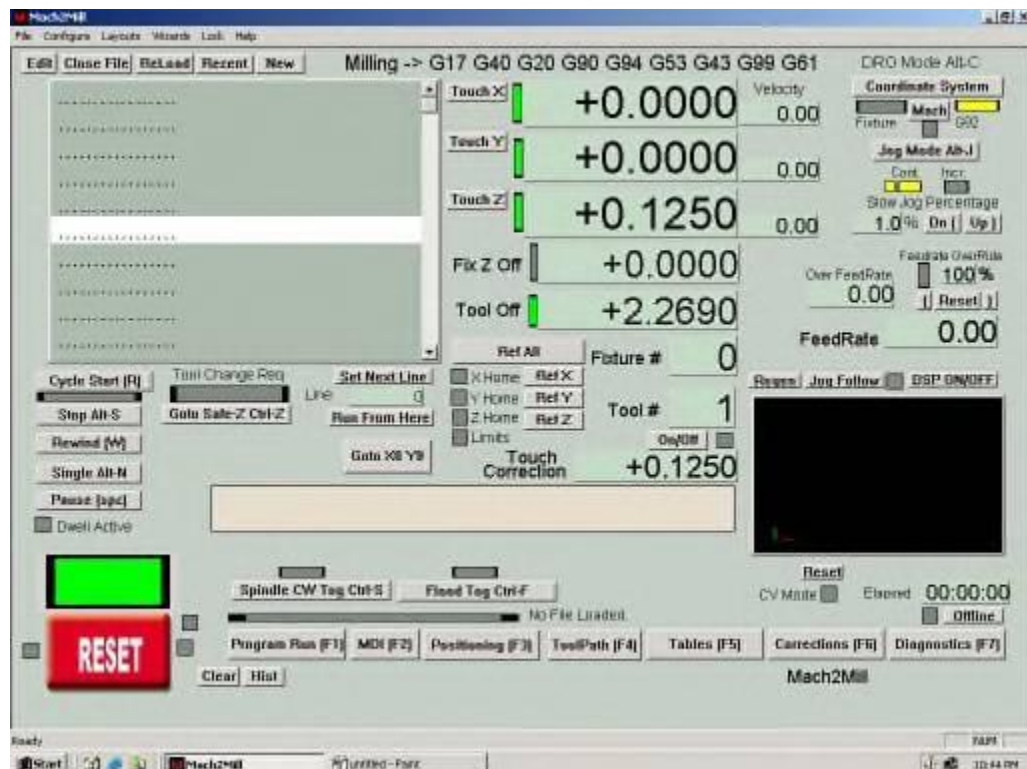 Mach2Mill
File Configure Layouts Wizards Look Help
Edit Close File ReLoad Recent New Milling -> G17 G40 G20 G90 G94 G53 G43 G99 G61 DRO Mode Alt-C
Touch X +0.0000 Velocity 0.00 Coordinate System
Mach
Fixture G92
Touch Y +0.0000 0.00 Jog Mode Alt-J
Cont. Incr.
Slow Jog Percentage
Touch Z +0.1250 0.00 1.0 % Dn [ Up ]
Fix Z Off +0.0000 Feedrate OverRide
Over FeedRate 100 %
0.00 [ Reset ]
Tool Off +2.2690 FeedRate 0.00
Ref All Fixture # 0
Cycle Start (R) Tool Change Req Set Next Line X Home Ref X Regen Jog Follow DSP ON/OFF
Line 0
Stop Alt-S Goto Safe-Z Ctrl-Z Run From Here Y Home Ref Y Tool # 1
Z Home Ref Z
Rewind (W) Limits On/Off
Single Alt-N Goto X0 Y0 Touch Correction +0.1250
Pause [spc]
Dwell Active
Reset
Spindle CW Tog Ctrl-S Flood Tog Ctrl-F CV Mode Elapsed 00:00:00
No File Loaded. Offline
RESET Program Run (F1) MDI (F2) Positioning (F3) ToolPath (F4) Tables (F5) Corrections (F6) Diagnostics (F7)
Clear Hist Mach2Mill
Ready NUM
Start Mach2Mill untitled - Paint 10:44 PM